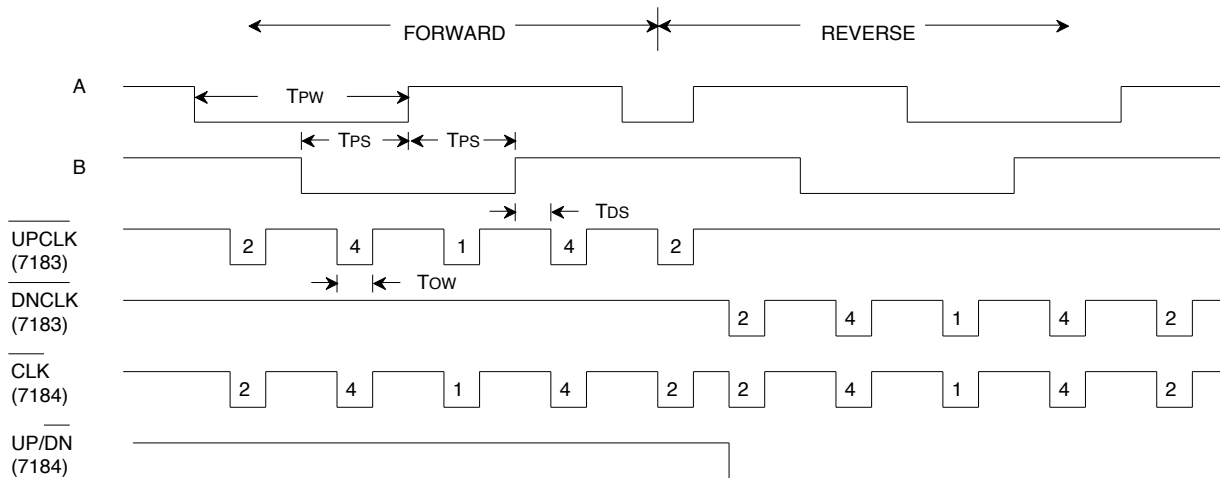 FORWARD REVERSE
A
TPW
TPS TPS
B
TDS
UPCLK
(7183)
2 4 1 4 2
TOW
DNCLK
(7183)
2 4 1 4 2
CLK
(7184)
2 4 1 4 2 2 4 1 4 2
UP/DN
(7184)